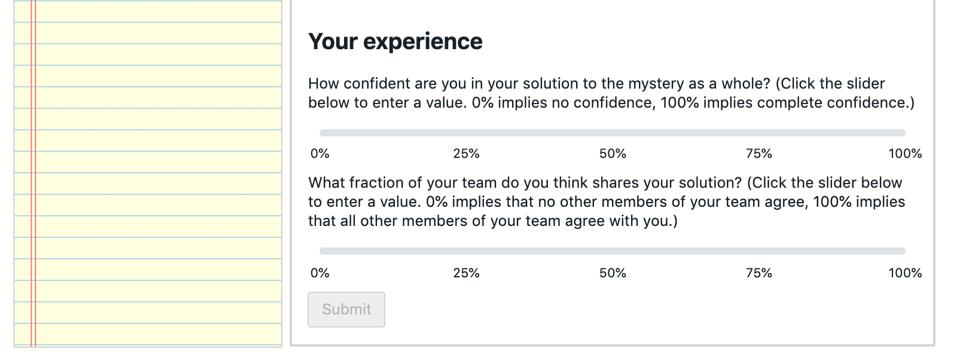 Your experience
How confident are you in your solution to the mystery as a whole? (Click the slider
below to enter a value. 0% implies no confidence, 100% implies complete confidence.)
0% 25% 50% 75% 100%
What fraction of your team do you think shares your solution? (Click the slider below
to enter a value. 0% implies that no other members of your team agree, 100% implies
that all other members of your team agree with you.)
0% 25% 50% 75% 100%
Submit